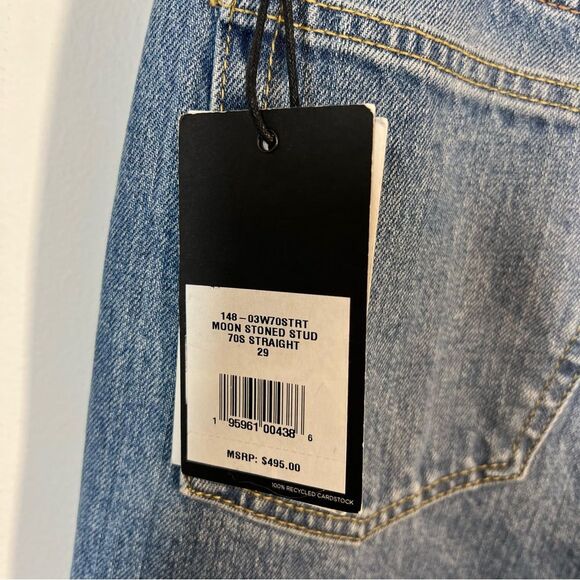 148-03W70STRT
MOON STONED STUD
70S STRAIGHT
29
1 95961 00438 6
MSRP: $495.00
100% RECYCLED CARDSTOCK